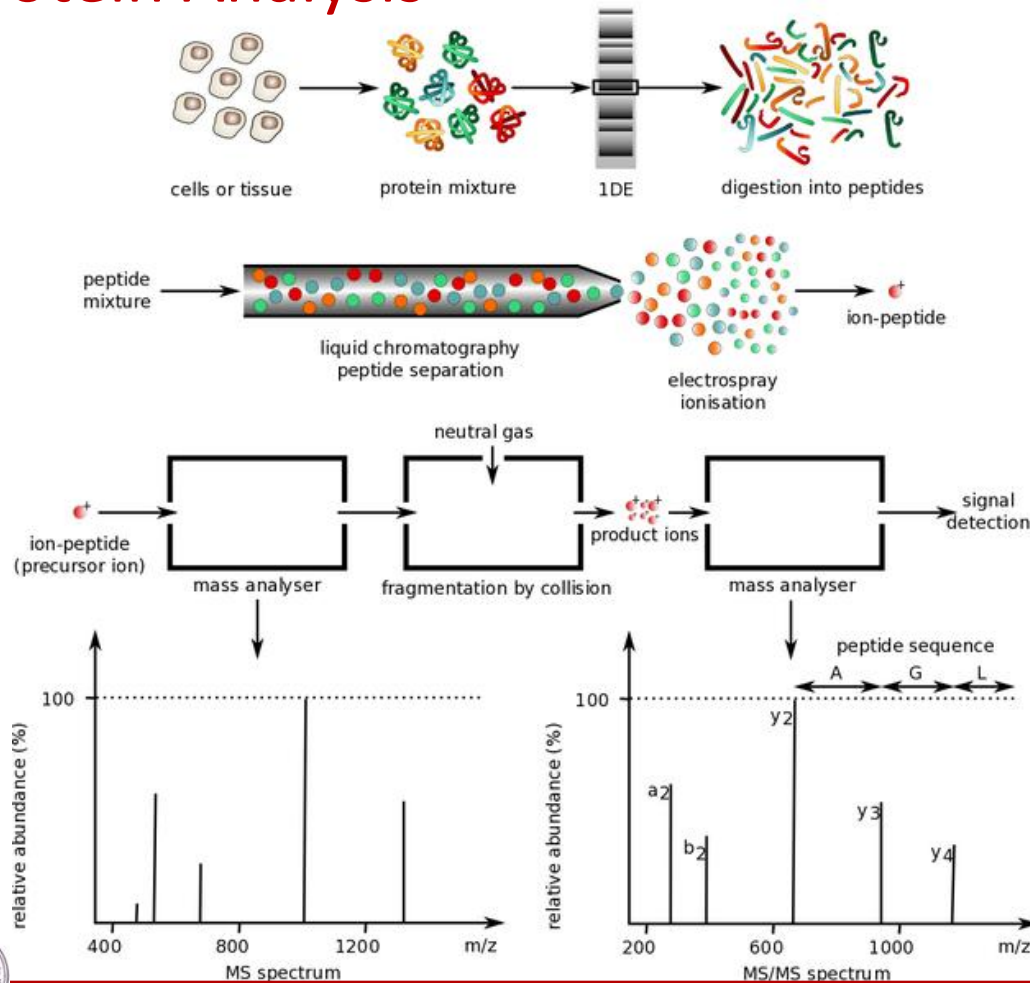 cells or tissue
protein mixture
1DE
digestion into peptides
peptide
mixture
liquid chromatography
peptide separation
electrospray
ionisation
+
ion-peptide
neutral gas
+
ion-peptide
(precursor ion)
mass analyser
fragmentation by collision
product ions
mass analyser
signal
detection
relative abundance (%)
100
400
800
1200
m/z
MS spectrum
peptide sequence
A
G
L
relative abundance (%)
100
a2
b2
y2
y3
y4
200
600
1000
m/z
MS/MS spectrum